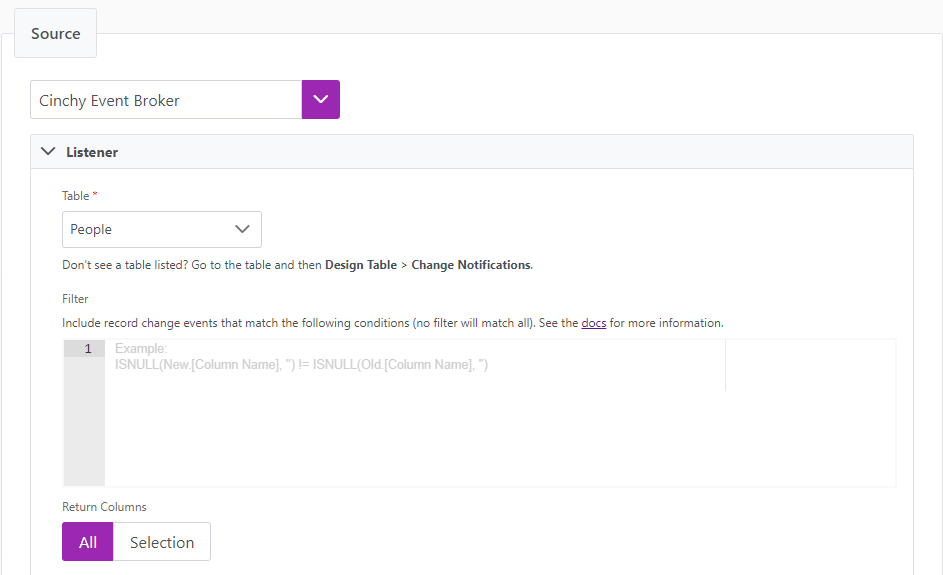 Source
Cinchy Event Broker
Listener
Table *
People
Don't see a table listed? Go to the table and then Design Table > Change Notifications.
Filter
Include record change events that match the following conditions (no filter will match all). See the docs for more information.
1
Example:
ISNULL(New.[Column Name], '') != ISNULL(Old.[Column Name], '')
Return Columns
All
Selection